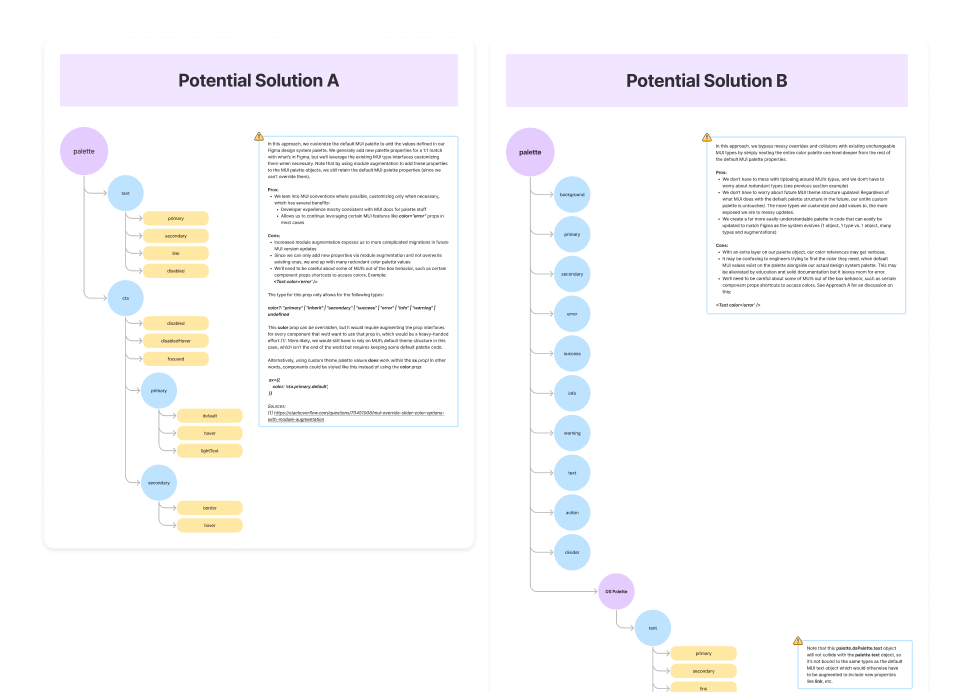 Potential Solution A
palette
text
primary
secondary
link
disabled
cta
disabled
disabledHover
focused
primary
default
hover
lightText
secondary
border
hover
In this approach, we customize the default MUI palette to add the values defined in our
Figma design system palette. We generally add new palette properties for a 1:1 match
with what's in Figma, but we'll leverage the existing MUI type interfaces customizing
them when necessary. Note that by using module augmentation to add these properties
to the MUI palette objects, we still retain the default MUI palette properties (since we
can't override them).
Pros:
• We lean into MUI conventions where possible, customizing only when necessary,
which has several benefits:
• Developer experience mostly consistent with MUI docs for palette stuff
• Allows us to continue leveraging certain MUI features like color="error" props in
most cases
Cons:
• Increased module augmentation exposes us to more complicated migrations in future
MUI version updates
• Since we can only add new properties via module augmentation and not overwrite
existing ones, we end up with many redundant color palette values
• We'll need to be careful about some of MUI's out of the box behavior, such as certain
component props shortcuts to access colors. Example:
<Text color='error' />
The type for this prop only allows for the following types:
color?: "primary" | "inherit" | "secondary" | "success" | "error" | "info" | "warning" |
undefined
This color prop can be overridden, but it would require augmenting the prop interfaces
for every component that we'd want to use that prop in, which would be a heavy-handed
effort [1]. More likely, we would still have to rely on MUI's default theme structure in this
case, which isn't the end of the world but requires keeping some default palette code.
Alternatively, using custom theme palette values does work within the sx prop! In other
words, components could be styled like this instead of using the color prop:
sx={{
color: 'cta.primary.default',
}}
Sources:
[1] https://stackoverflow.com/questions/
mui-override-slider-color-options-
with-module-augmentation
Potential Solution B
palette
background
primary
secondary
error
success
info
warning
text
action
divider
DS Palette
text
primary
secondary
link
In this approach, we bypass messy overrides and collisions with existing unchangeable
MUI types by simply nesting the entire color palette one level deeper from the rest of
the default MUI palette properties.
Pros:
• We don't have to mess with tiptoeing around MUI's types, and we don't have to
worry about redundant types (see previous section example)
• We don't have to worry about future MUI theme structure updates! Regardless of
what MUI does with the default palette structure in the future, our entire custom
palette is untouched. The more types we customize and add values to, the more
exposed we are to messy updates.
• We create a far more easily-understandable palette in code that can easily be
updated to match Figma as the system evolves (1 object, 1 type vs. 1 object, many
types and augmentations)
Cons:
• With an extra layer on our palette object, our color references may get verbose.
• It may be confusing to engineers trying to find the color they need, when default
MUI values exist on the palette alongside our actual design system palette. This may
be alleviated by education and solid documentation but it leaves room for error.
• We'll need to be careful about some of MUI's out of the box behavior, such as certain
component props shortcuts to access colors. See Approach A for an discussion on
this:
<Text color='error' />
Note that this palette.dsPalette.text object
will not collide with the palette.text object, so
it's not bound to the same types as the default
MUI text object which would otherwise have
to be augmented to include new properties
like link, etc.